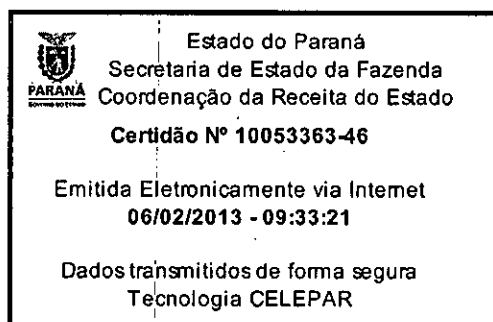 Estado do Paraná
Secretaria de Estado da Fazenda
PARANÁ
Coordenação da Receita do Estado
Certidão Nº 10053363-46
Emitida Eletronicamente via Internet
06/02/2013 - 09:33:21
Dados transmitidos de forma segura
Tecnologia CELEPAR